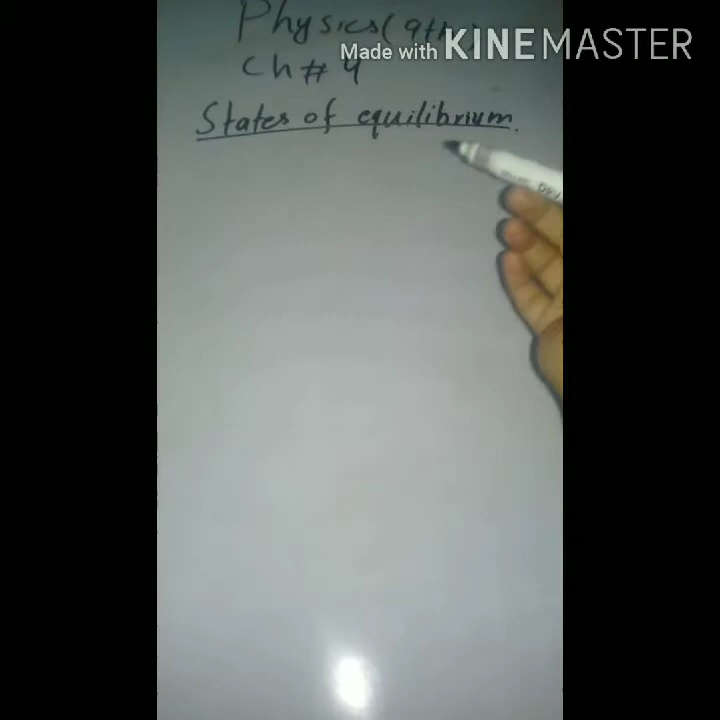 Physics(9th)
Made with KINEMASTER
Ch # 4
States of equilibrium.